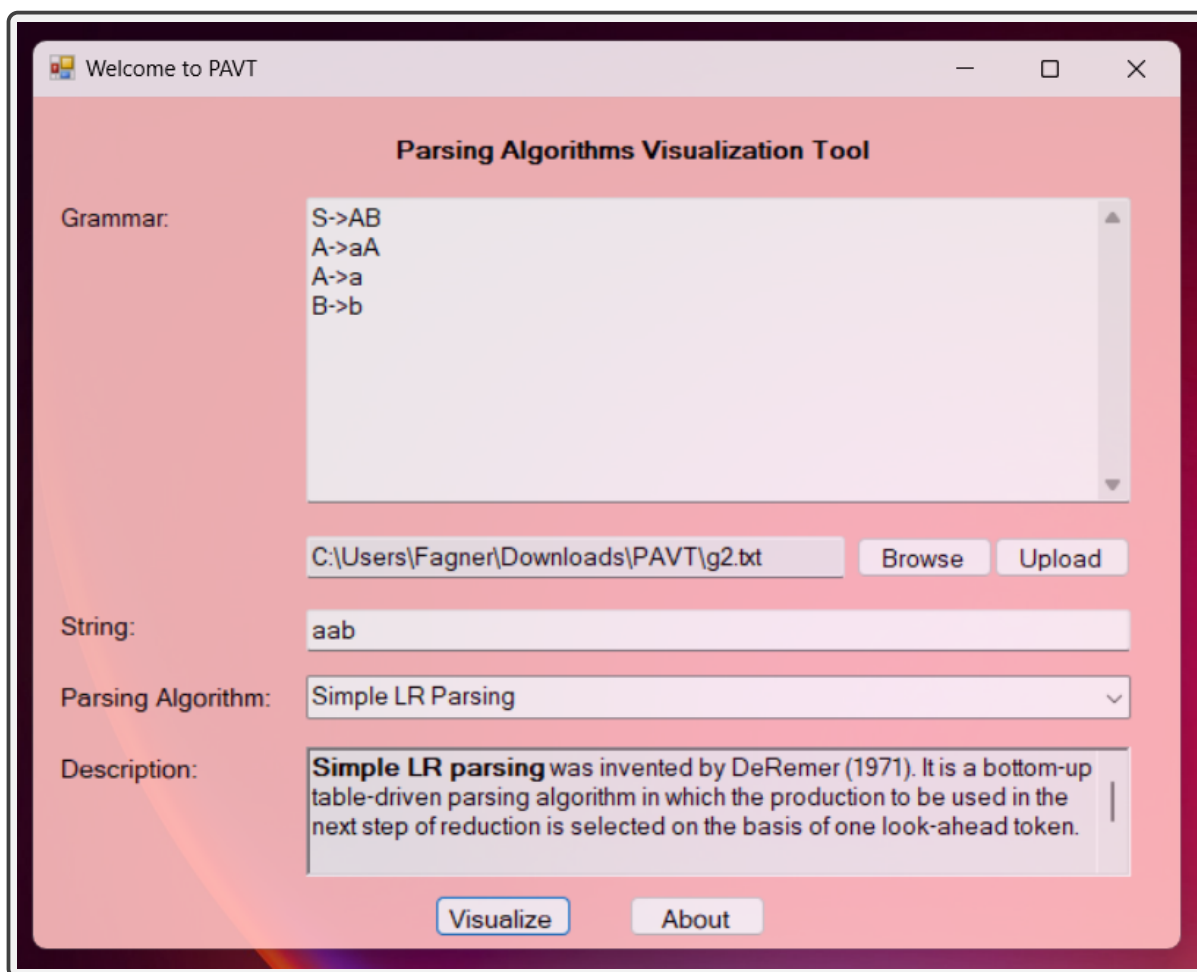 Welcome to PAVT
Parsing Algorithms Visualization Tool
Grammar:
S->AB
A->aA
A->a
B->b
C:\Users\Fagner\Downloads\PAVT\g2.txt
Browse
Upload
String:
aab
Parsing Algorithm:
Simple LR Parsing
Description:
Simple LR parsing was invented by DeRemer (1971). It is a bottom-up
table-driven parsing algorithm in which the production to be used in the
next step of reduction is selected on the basis of one look-ahead token.
Visualize
About